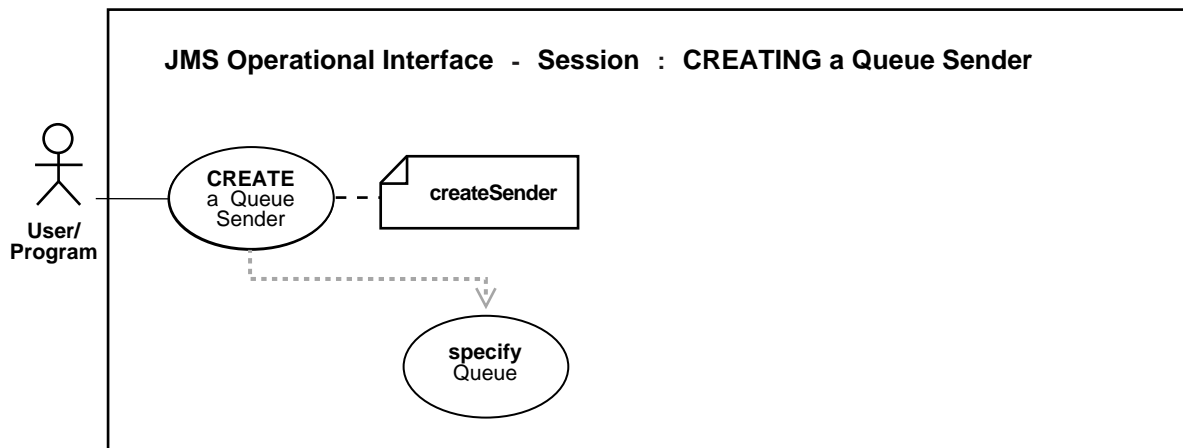 JMS Operational Interface - Session : CREATING a Queue Sender
CREATE
a Queue
Sender
createSender
User/
Program
specify
Queue